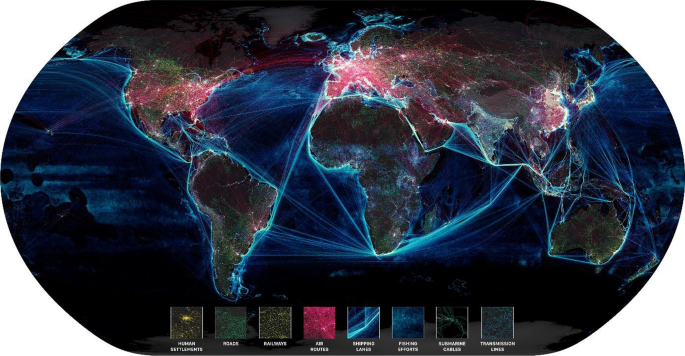 HUMAN
SETTLEMENTS
ROADS
RAILWAYS
AIR
ROUTES
SHIPPING
LANES
FISHING
EFFORTS
SUBMARINE
CABLES
TRANSMISSION
LINES